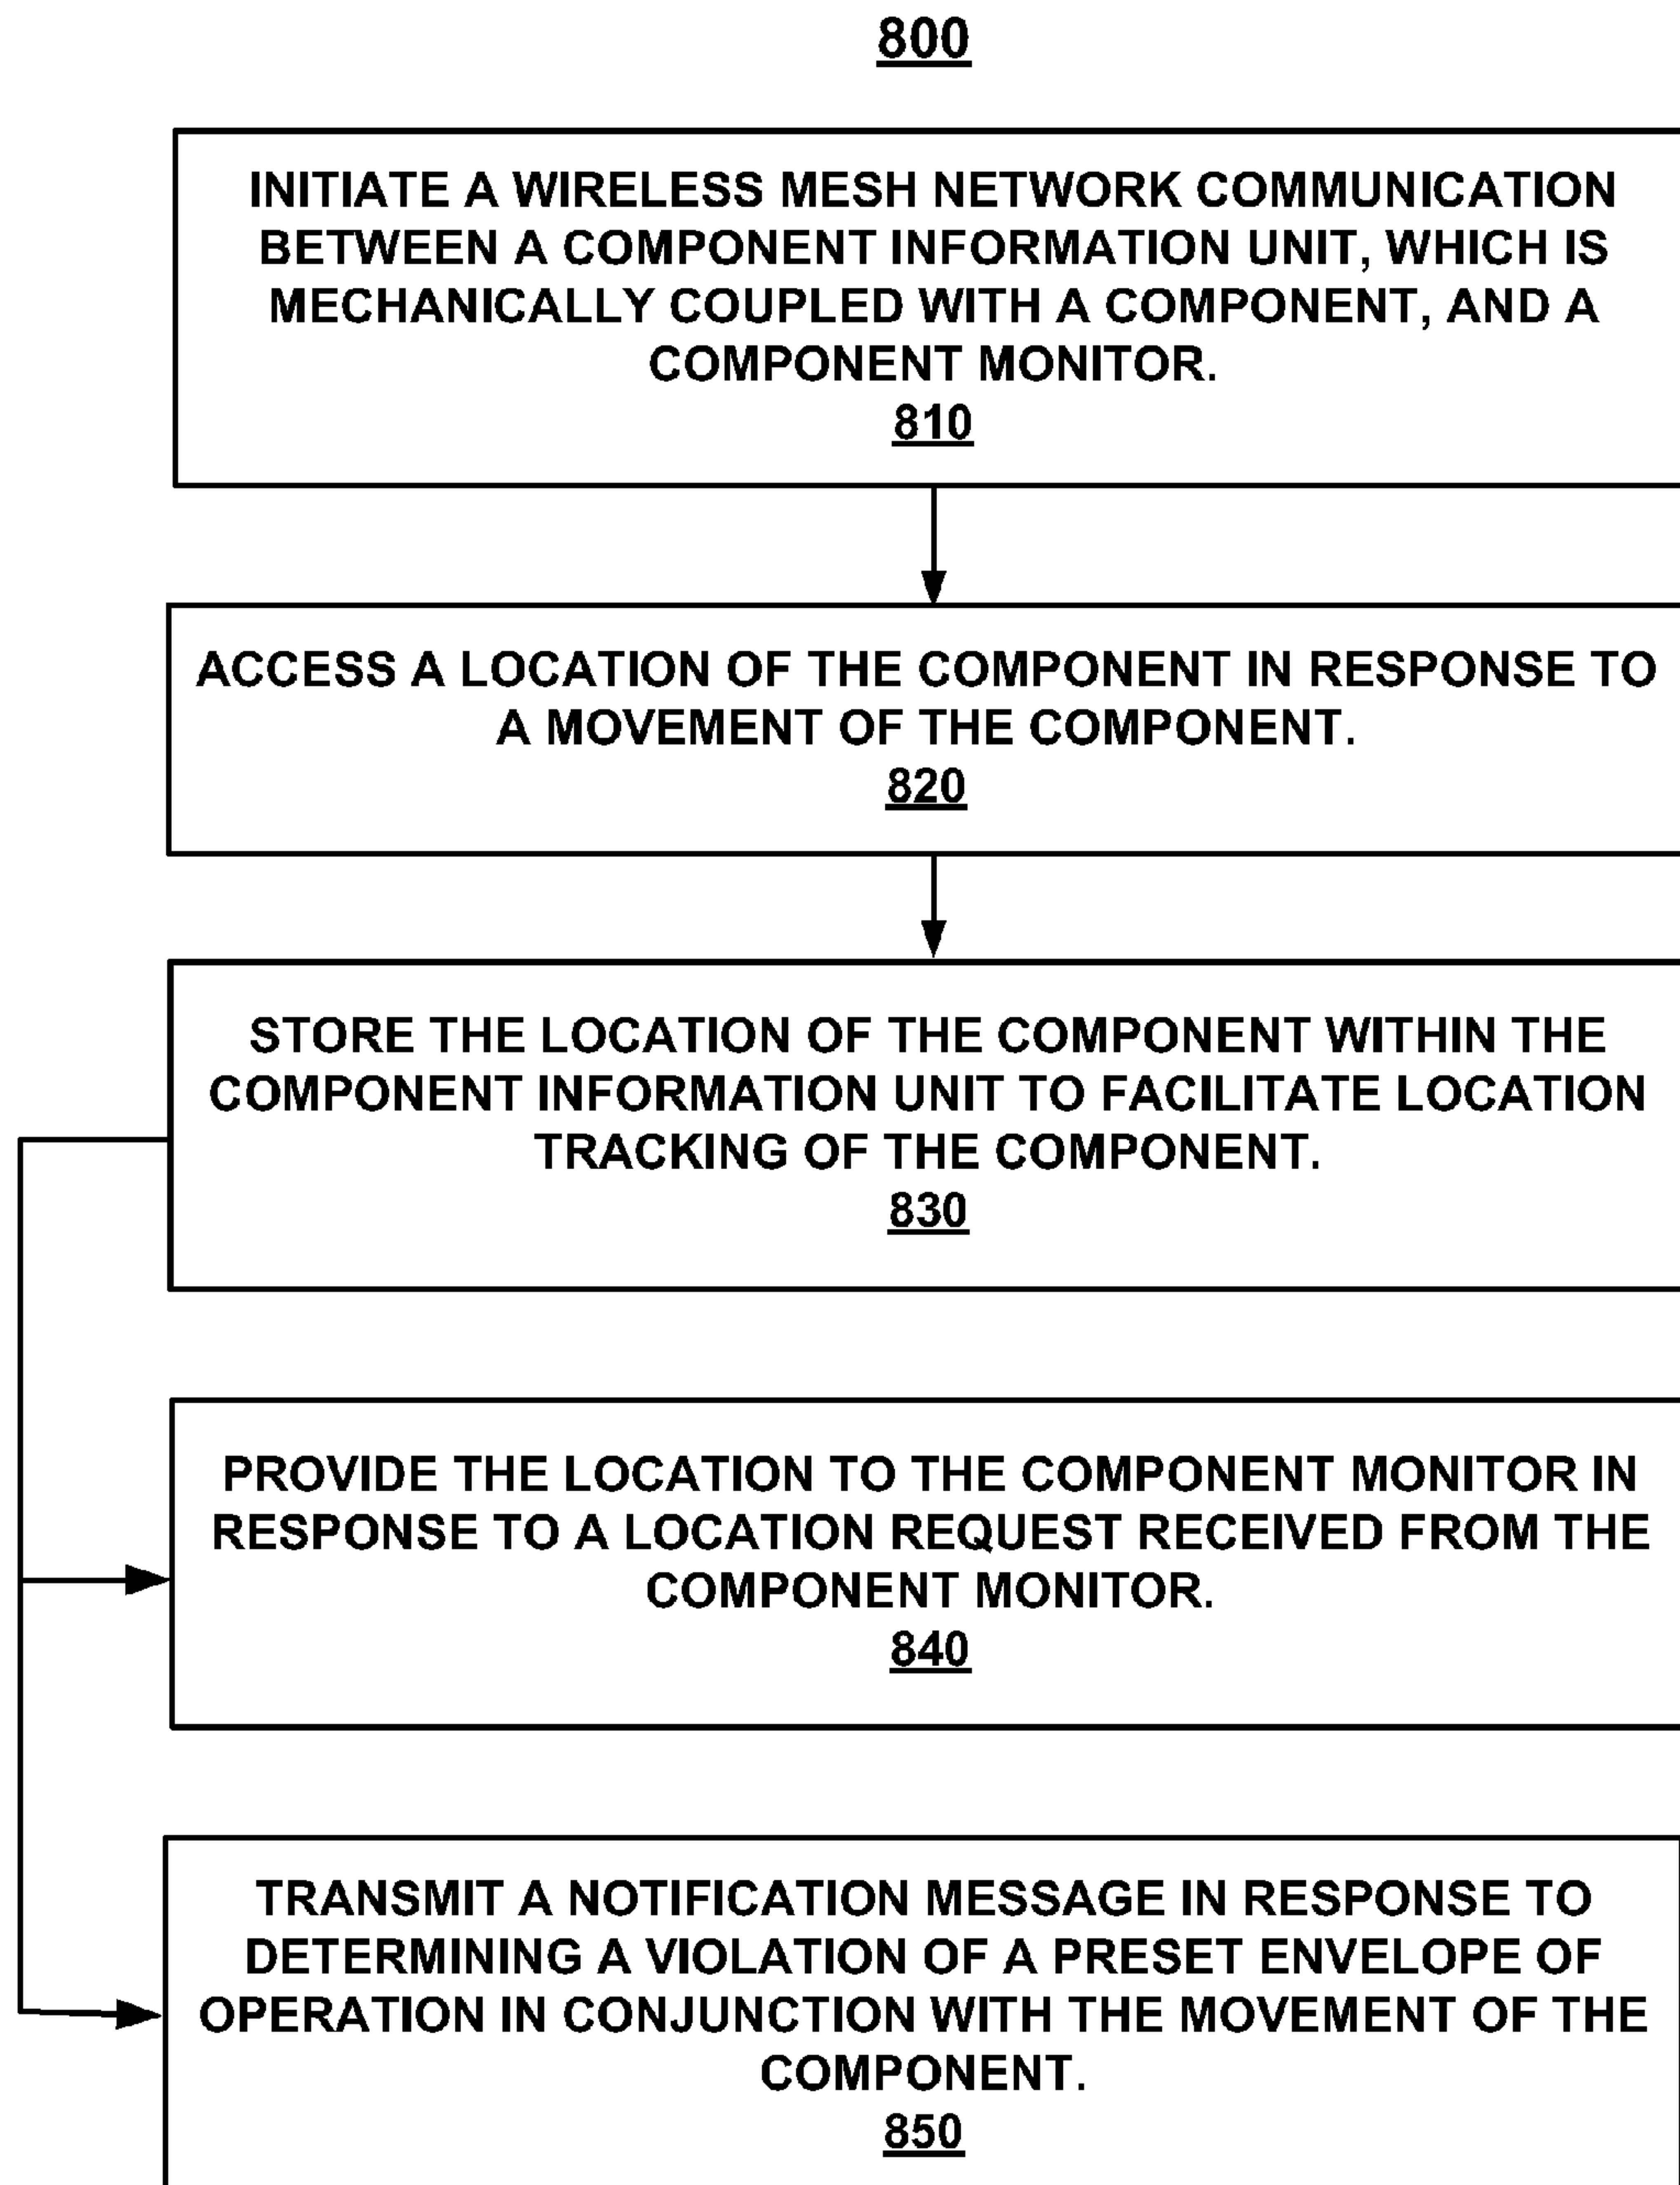 800
INITIATE A WIRELESS MESH NETWORK COMMUNICATION
BETWEEN A COMPONENT INFORMATION UNIT, WHICH IS
MECHANICALLY COUPLED WITH A COMPONENT, AND A
COMPONENT MONITOR.
810
ACCESS A LOCATION OF THE COMPONENT IN RESPONSE TO
A MOVEMENT OF THE COMPONENT.
820
STORE THE LOCATION OF THE COMPONENT WITHIN THE
COMPONENT INFORMATION UNIT TO FACILITATE LOCATION
TRACKING OF THE COMPONENT.
830
PROVIDE THE LOCATION TO THE COMPONENT MONITOR IN
RESPONSE TO A LOCATION REQUEST RECEIVED FROM THE
COMPONENT MONITOR.
840
TRANSMIT A NOTIFICATION MESSAGE IN RESPONSE TO
DETERMINING A VIOLATION OF A PRESET ENVELOPE OF
OPERATION IN CONJUNCTION WITH THE MOVEMENT OF THE
COMPONENT.
850